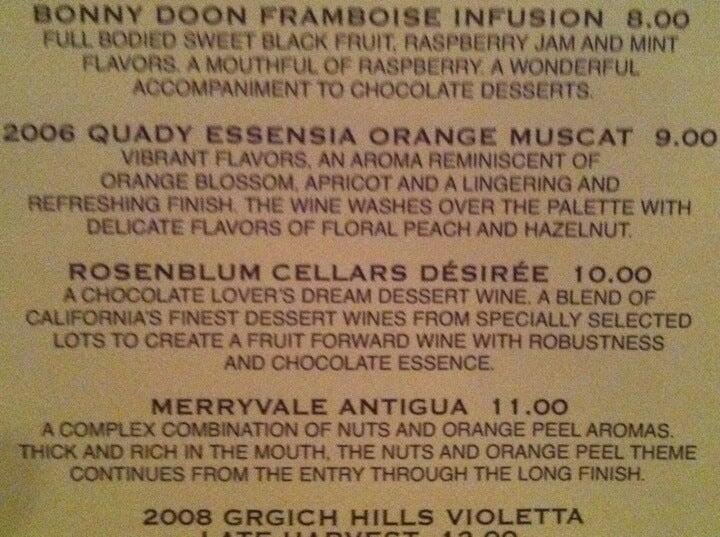 BONNY DOON FRAMBOISE INFUSION 8.00
FULL BODIED SWEET BLACK FRUIT, RASPBERRY JAM AND MINT
FLAVORS. A MOUTHFUL OF RASPBERRY. A WONDERFUL
ACCOMPANIMENT TO CHOCOLATE DESSERTS.
2006 QUADY ESSENSIA ORANGE MUSCAT 9.00
VIBRANT FLAVORS, AN AROMA REMINISCENT OF
ORANGE BLOSSOM, APRICOT AND A LINGERING AND
REFRESHING FINISH. THE WINE WASHES OVER THE PALETTE WITH
DELICATE FLAVORS OF FLORAL PEACH AND HAZELNUT.
ROSENBLUM CELLARS DÉSIRÉE 10.00
A CHOCOLATE LOVER'S DREAM DESSERT WINE. A BLEND OF
CALIFORNIA'S FINEST DESSERT WINES FROM SPECIALLY SELECTED
LOTS TO CREATE A FRUIT FORWARD WINE WITH ROBUSTNESS
AND CHOCOLATE ESSENCE.
MERRYVALE ANTIGUA 11.00
A COMPLEX COMBINATION OF NUTS AND ORANGE PEEL AROMAS.
THICK AND RICH IN THE MOUTH, THE NUTS AND ORANGE PEEL THEME
CONTINUES FROM THE ENTRY THROUGH THE LONG FINISH.
2008 GRGICH HILLS VIOLETTA
LATE HARVEST